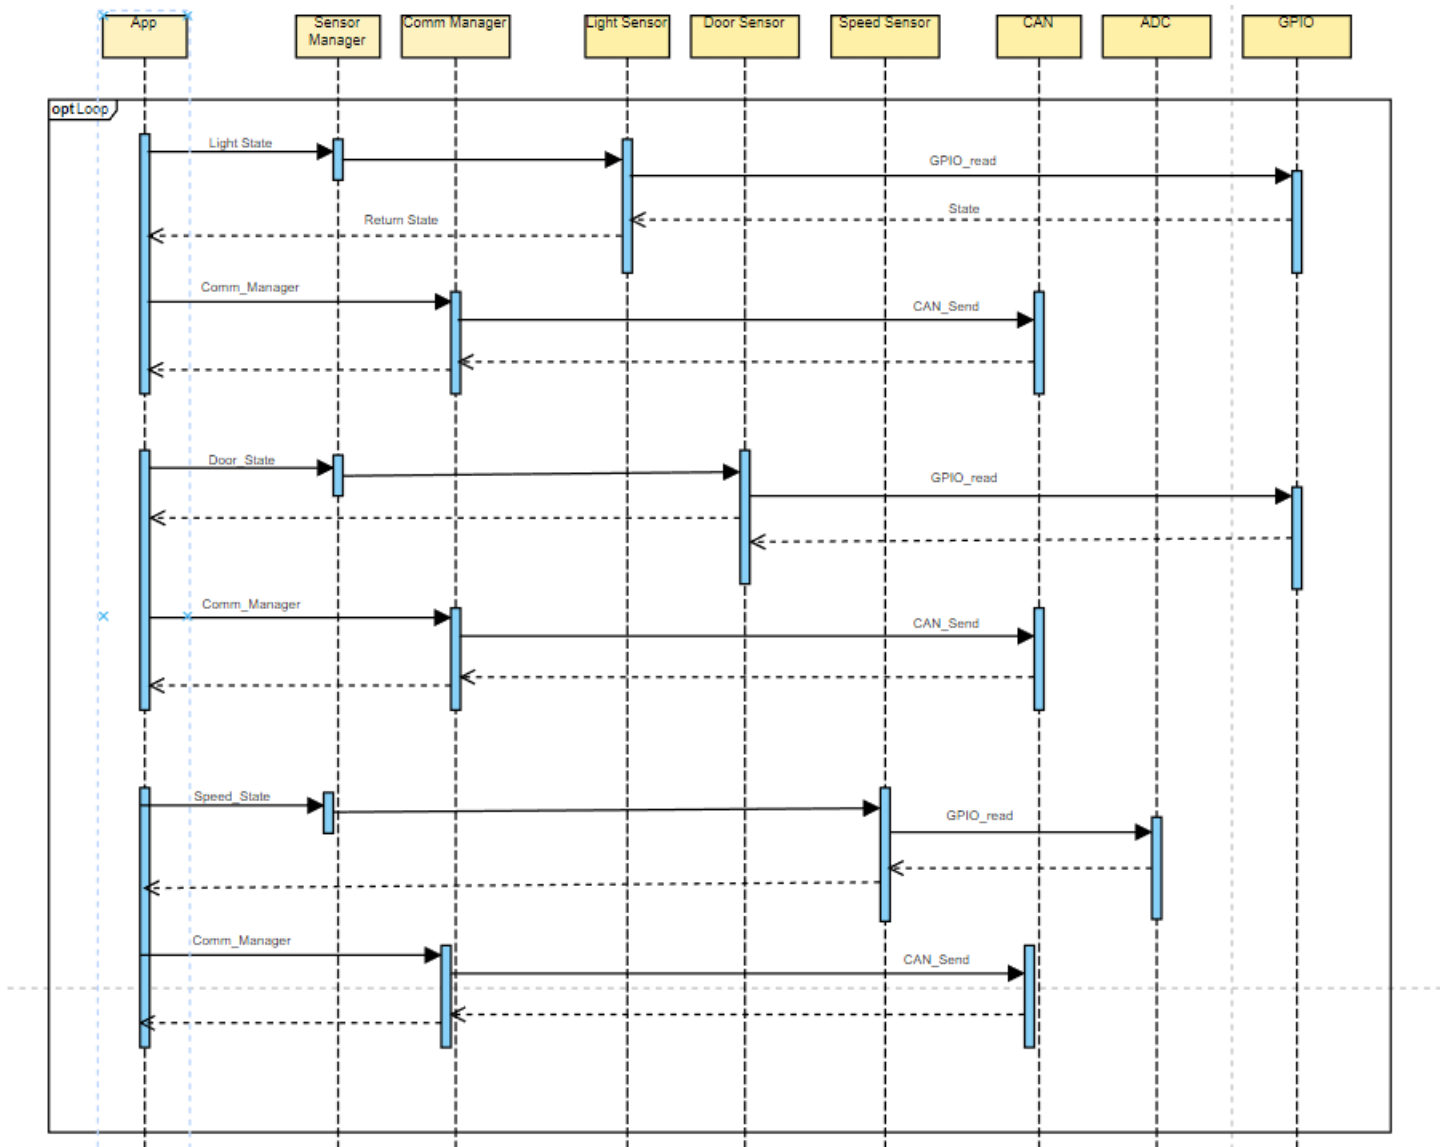 App
Sensor
Manager
Comm Manager
Light Sensor
Door Sensor
Speed Sensor
CAN
ADC
GPIO
opt Loop
Light State
GPIO_read
State
Return State
Comm_Manager
CAN_Send
Door_State
GPIO_read
Comm_Manager
CAN_Send
Speed_State
GPIO_read
Comm_Manager
CAN_Send